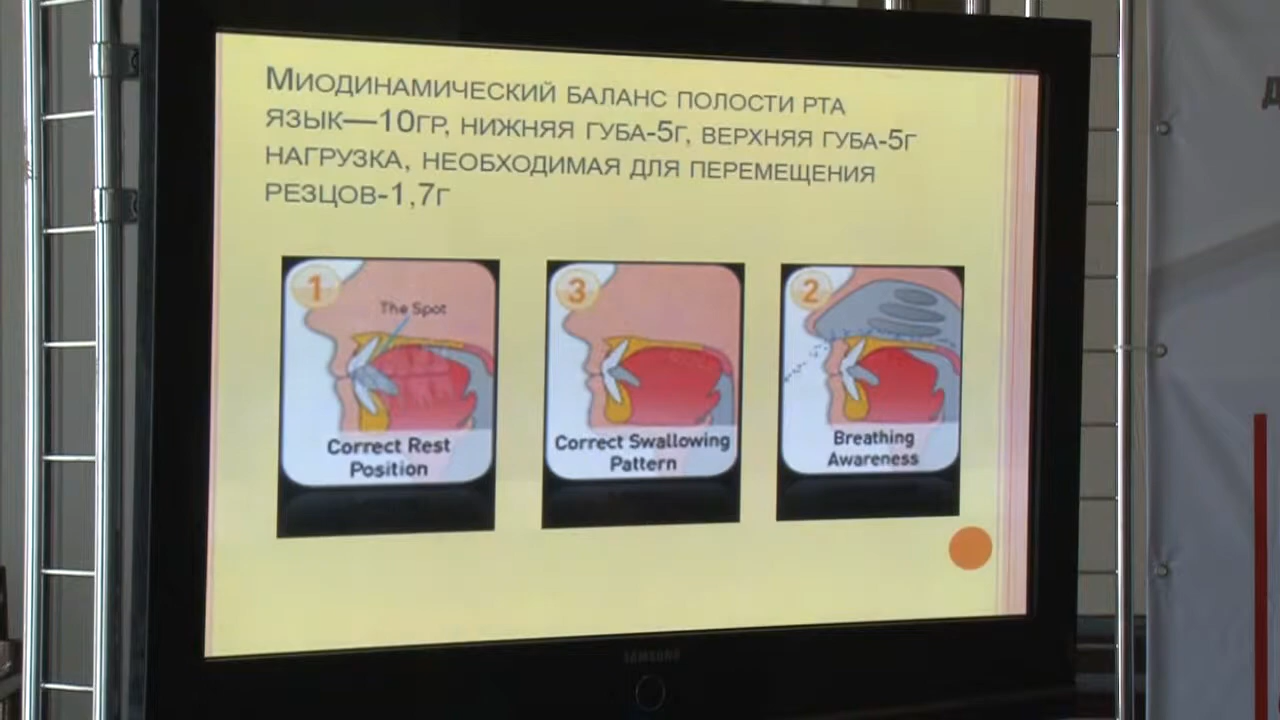 Миодинамический баланс полости рта
язык—10гр, нижняя губа-5г, верхняя губа-5г
нагрузка, необходимая для перемещения
резцов-1,7г
1
The Spot
Correct Rest
Position
3
Correct Swallowing
Pattern
2
Breathing
Awareness
SAMSUNG